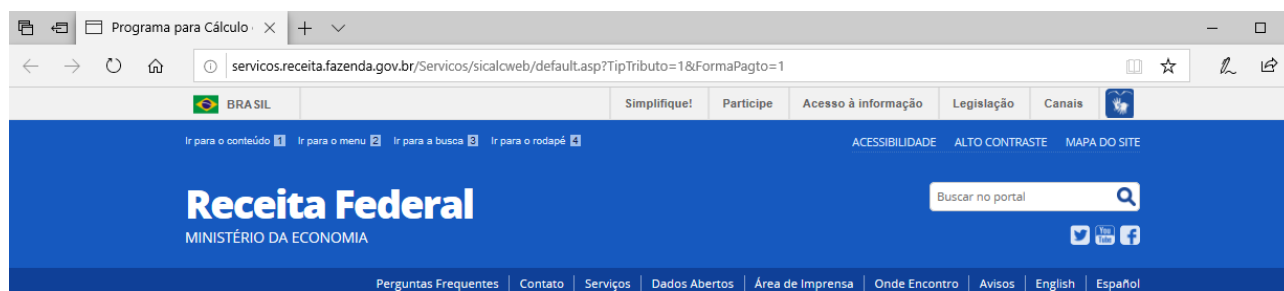 Programa para Cálculo
servicos.receita.fazenda.gov.br/Servicos/sicalcweb/default.asp?TipTributo=1&FormaPagto=1
BRASIL Simplifique! Participe Acesso à informação Legislação Canais
Ir para o conteúdo 1 Ir para o menu 2 Ir para a busca 3 Ir para o rodapé 4 ACESSIBILIDADE ALTO CONTRASTE MAPA DO SITE
Buscar no portal
Receita Federal
MINISTÉRIO DA ECONOMIA
You Tube
Perguntas Frequentes Contato Serviços Dados Abertos Área de Imprensa Onde Encontro Avisos English Español